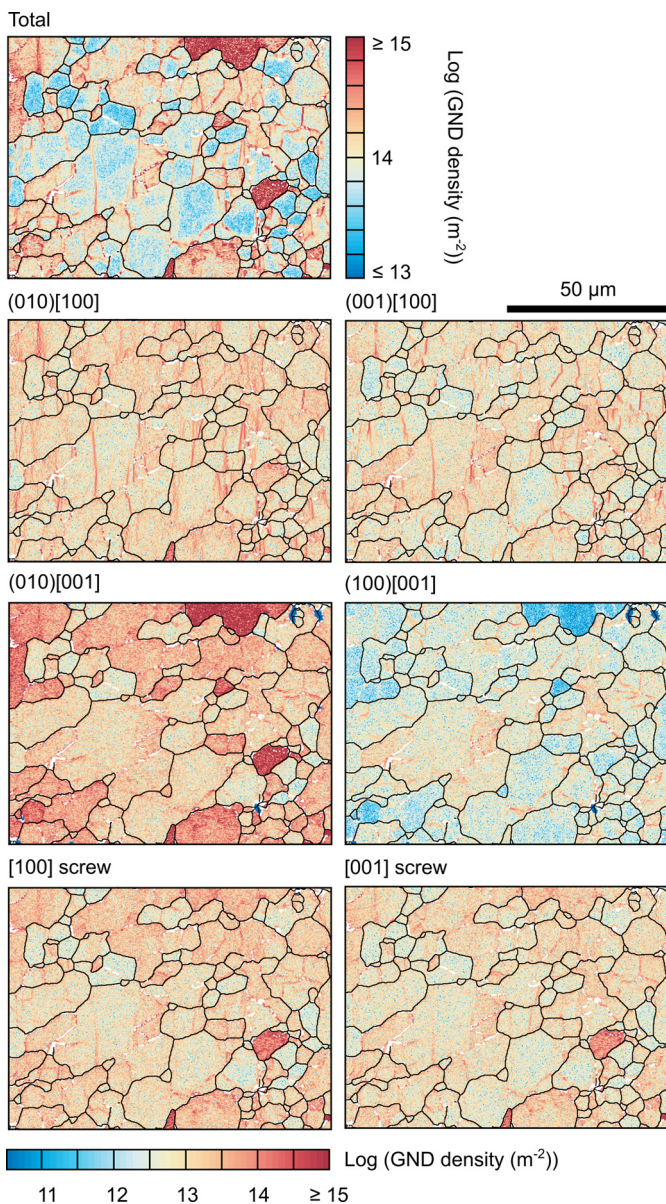 Total
≥ 15
14
≤ 13
Log (GND density (m⁻²))
(010)[100]
(001)[100]
50 µm
(010)[001]
(100)[001]
[100] screw
[001] screw
Log (GND density (m⁻²))
11 12 13 14 ≥ 15